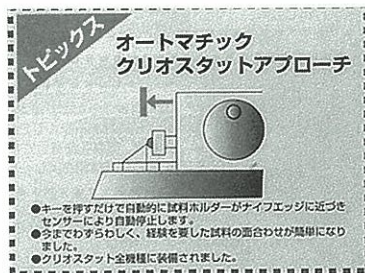 トピックス
オートマチック
クリオスタットアプローチ
●キーを押すだけで自動的に試料ホルダーがナイフエッジに近づき
センサーにより自動停止します。
●今までわずらわしく、経験を要した試料の面合わせが簡単になり
ました。
●クリオスタット全機種に装備されました。